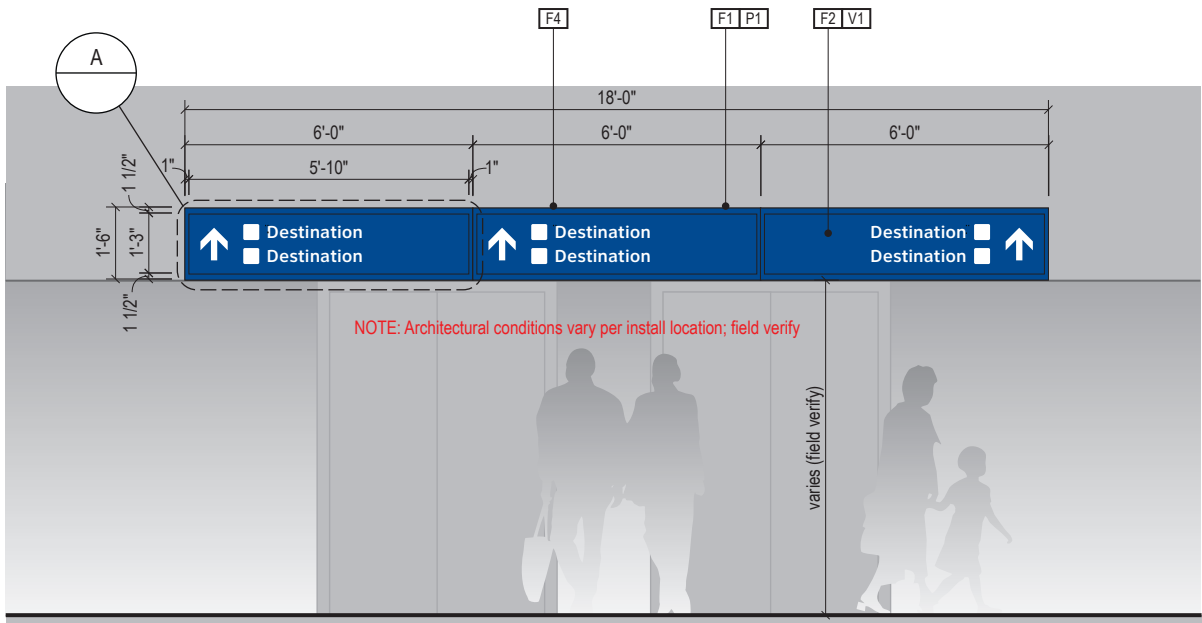 F4
F1 P1
F2 V1
A
18'-0"
6'-0" 6'-0" 6'-0"
1" 5'-10" 1"
1 1/2"
1'-6" 1'-3"
1 1/2"
Destination
Destination
Destination
Destination
Destination
Destination
NOTE: Architectural conditions vary per install location; field verify
varies (field verify)